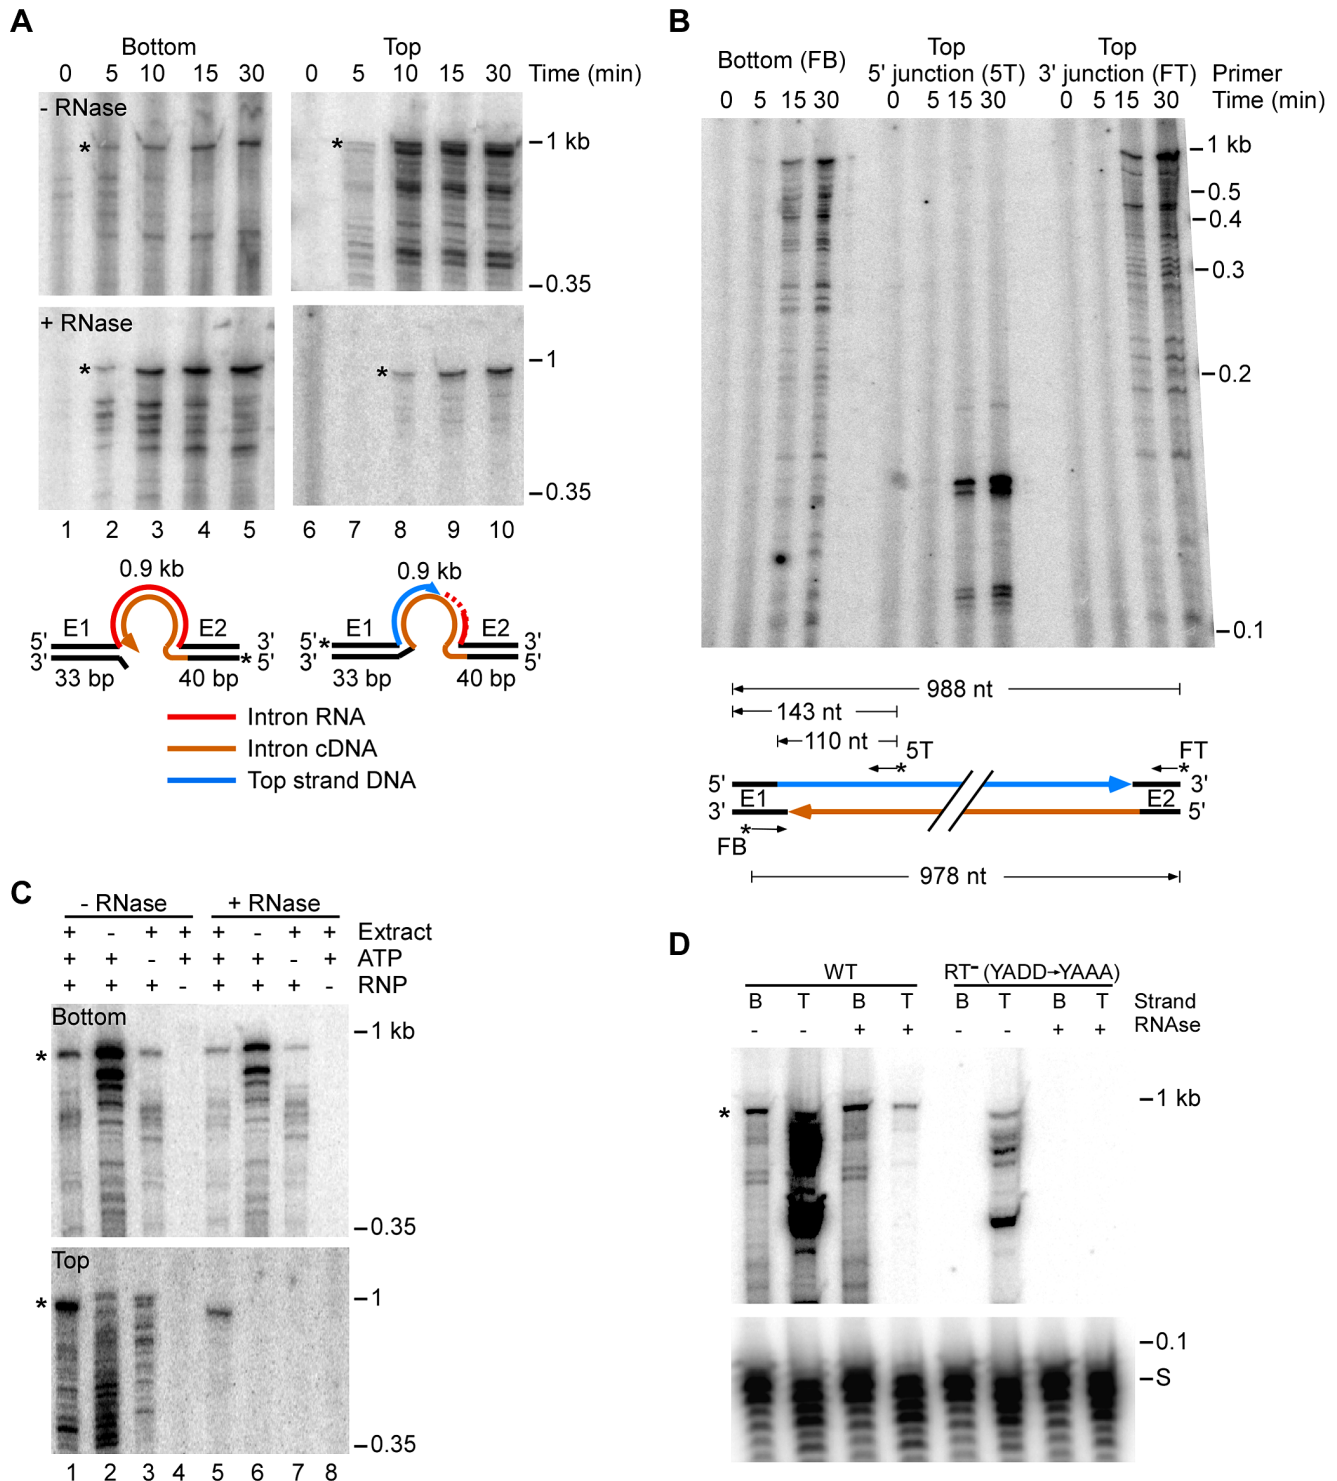 A
Bottom Top
0 5 10 15 30 0 5 10 15 30 Time (min)
- RNase
* * –1 kb
–0.35
+ RNase
* * –1
–0.35
1 2 3 4 5 6 7 8 9 10
0.9 kb 0.9 kb
5' E1 E2 3' 5' * E1 E2 3'
3' 33 bp 40 bp * 5' 3' 33 bp 40 bp 5'
Intron RNA
Intron cDNA
Top strand DNA
B
Bottom (FB) Top Top
5' junction (5T) 3' junction (FT) Primer
0 5 15 30 0 5 15 30 0 5 15 30 Time (min)
–1 kb
–0.5
–0.4
–0.3
–0.2
–0.1
988 nt
143 nt
110 nt
5T FT
* *
5' 3'
E1 E2
3' 5'
*
FB
978 nt
C
- RNase + RNase
+ - + + + - + + Extract
+ + - + + + - + ATP
+ + + - + + + - RNP
Bottom
–1 kb
*
–0.35
Top
* –1
–0.35
1 2 3 4 5 6 7 8
D
WT RT⁻ (YADD→YAAA)
B T B T B T B T Strand
- - + + - - + + RNAse
–1 kb
*
–0.1
–S